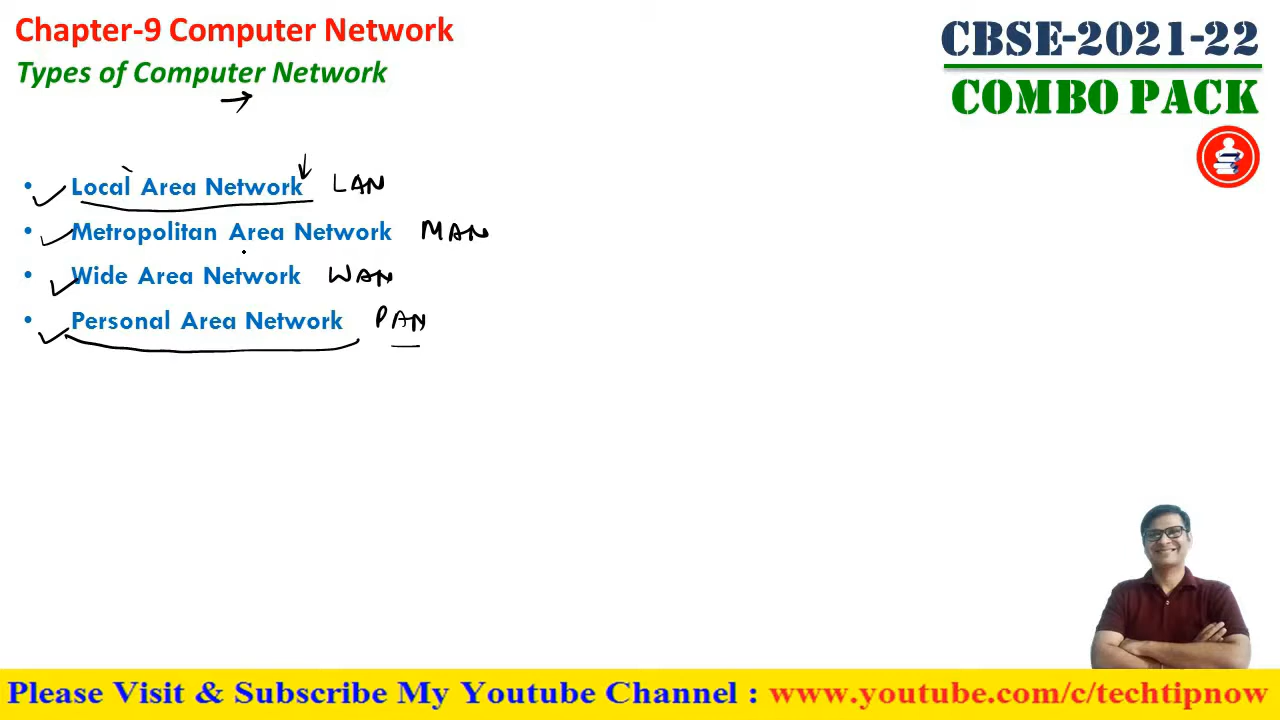 Chapter-9 Computer Network
Types of Computer Network
CBSE-2021-22
COMBO PACK
• Local Area Network LAN
• Metropolitan Area Network MAN
• Wide Area Network WAN
• Personal Area Network PAN
Please Visit & Subscribe My Youtube Channel : www.youtube.com/c/techtipnow